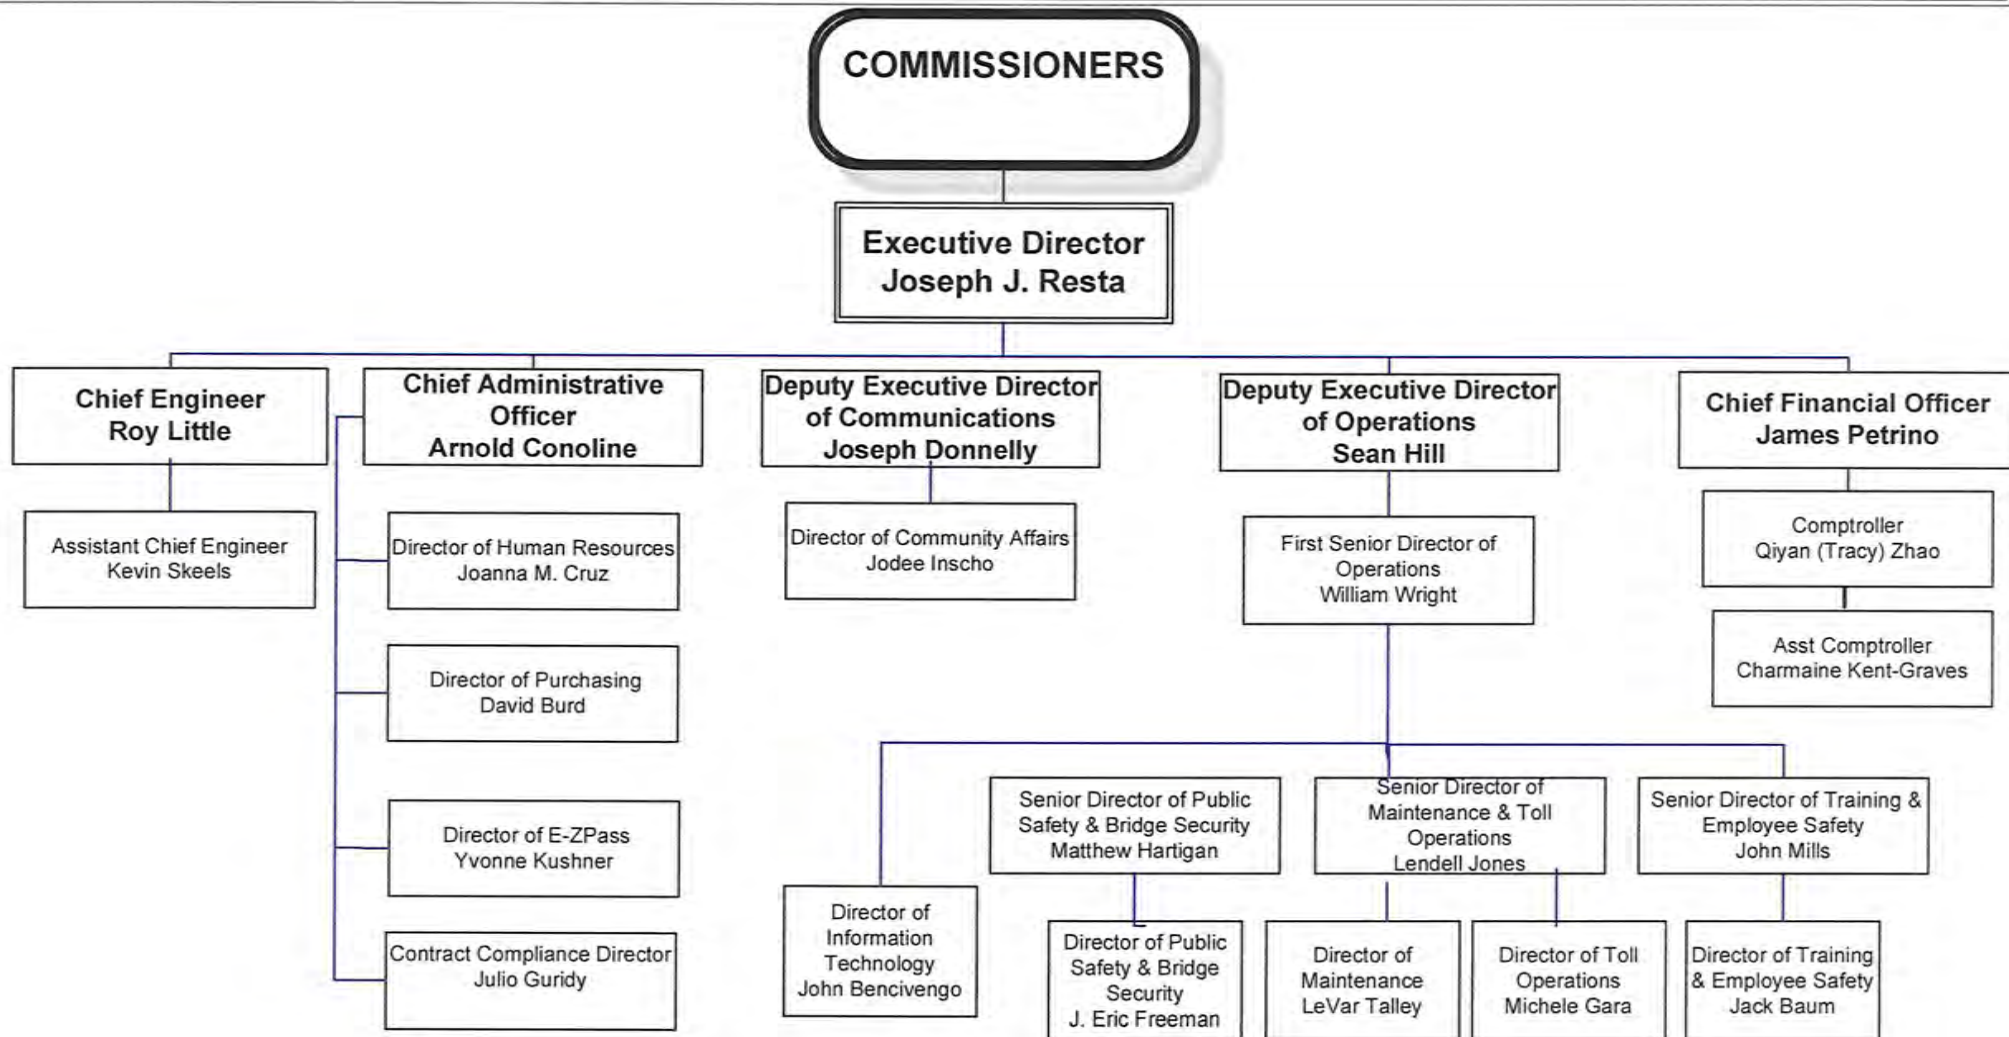 COMMISSIONERS
Executive Director
Joseph J. Resta
Chief Engineer
Roy Little
Chief Administrative
Officer
Arnold Conoline
Deputy Executive Director
of Communications
Joseph Donnelly
Deputy Executive Director
of Operations
Sean Hill
Chief Financial Officer
James Petrino
Assistant Chief Engineer
Kevin Skeels
Director of Human Resources
Joanna M. Cruz
Director of Purchasing
David Burd
Director of E-ZPass
Yvonne Kushner
Contract Compliance Director
Julio Guridy
Director of Community Affairs
Jodee Inscho
First Senior Director of
Operations
William Wright
Comptroller
Qiyan (Tracy) Zhao
Asst Comptroller
Charmaine Kent-Graves
Director of
Information
Technology
John Bencivengo
Senior Director of Public
Safety & Bridge Security
Matthew Hartigan
Director of Public
Safety & Bridge
Security
J. Eric Freeman
Senior Director of
Maintenance & Toll
Operations
Lendell Jones
Director of
Maintenance
LeVar Talley
Director of Toll
Operations
Michele Gara
Senior Director of Training &
Employee Safety
John Mills
Director of Training
& Employee Safety
Jack Baum